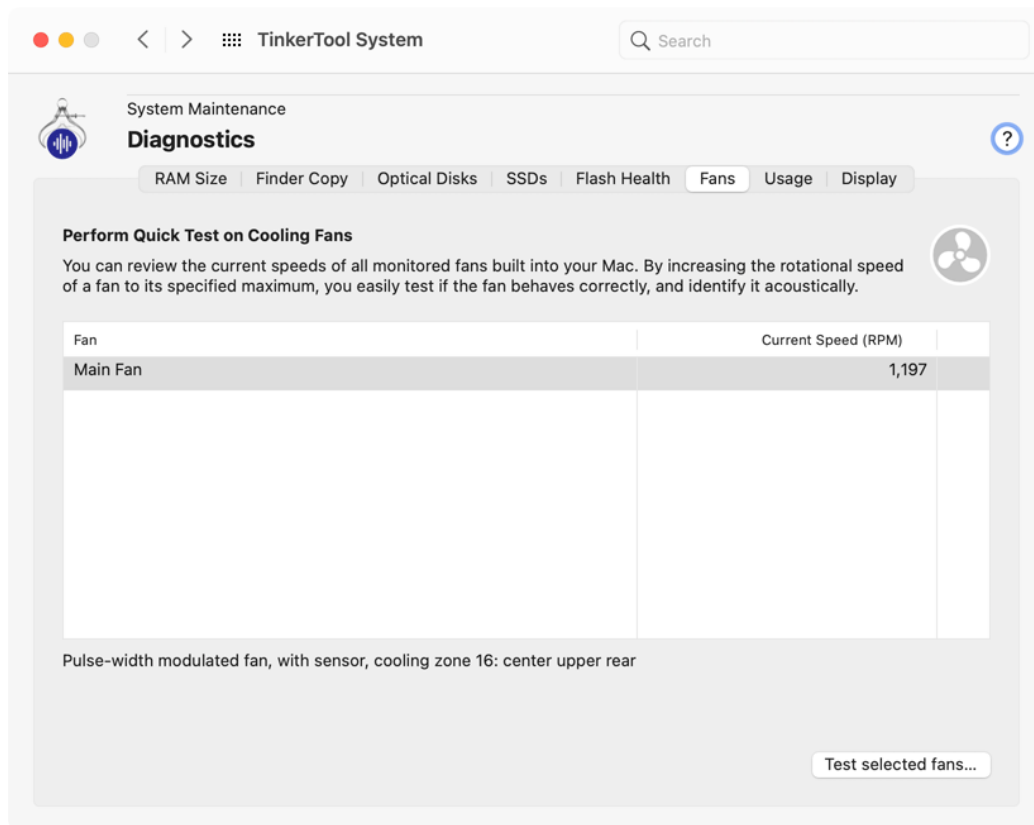 TinkerTool System
Search
System Maintenance
Diagnostics
?
RAM Size Finder Copy Optical Disks SSDs Flash Health Fans Usage Display
Perform Quick Test on Cooling Fans
You can review the current speeds of all monitored fans built into your Mac. By increasing the rotational speed
of a fan to its specified maximum, you easily test if the fan behaves correctly, and identify it acoustically.
Fan Current Speed (RPM)
Main Fan 1,197
Pulse-width modulated fan, with sensor, cooling zone 16: center upper rear
Test selected fans...